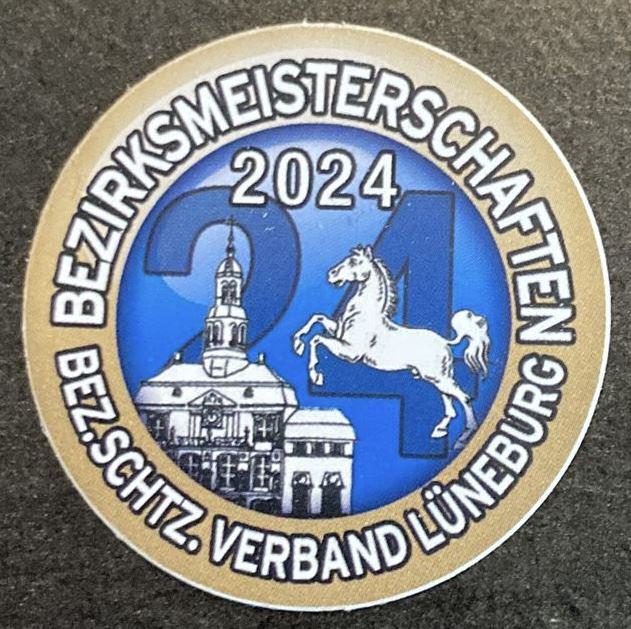 BEZIRKSMEISTERSCHAFTEN
2024
24
BEZ.SCHTZ. VERBAND LÜNEBURG